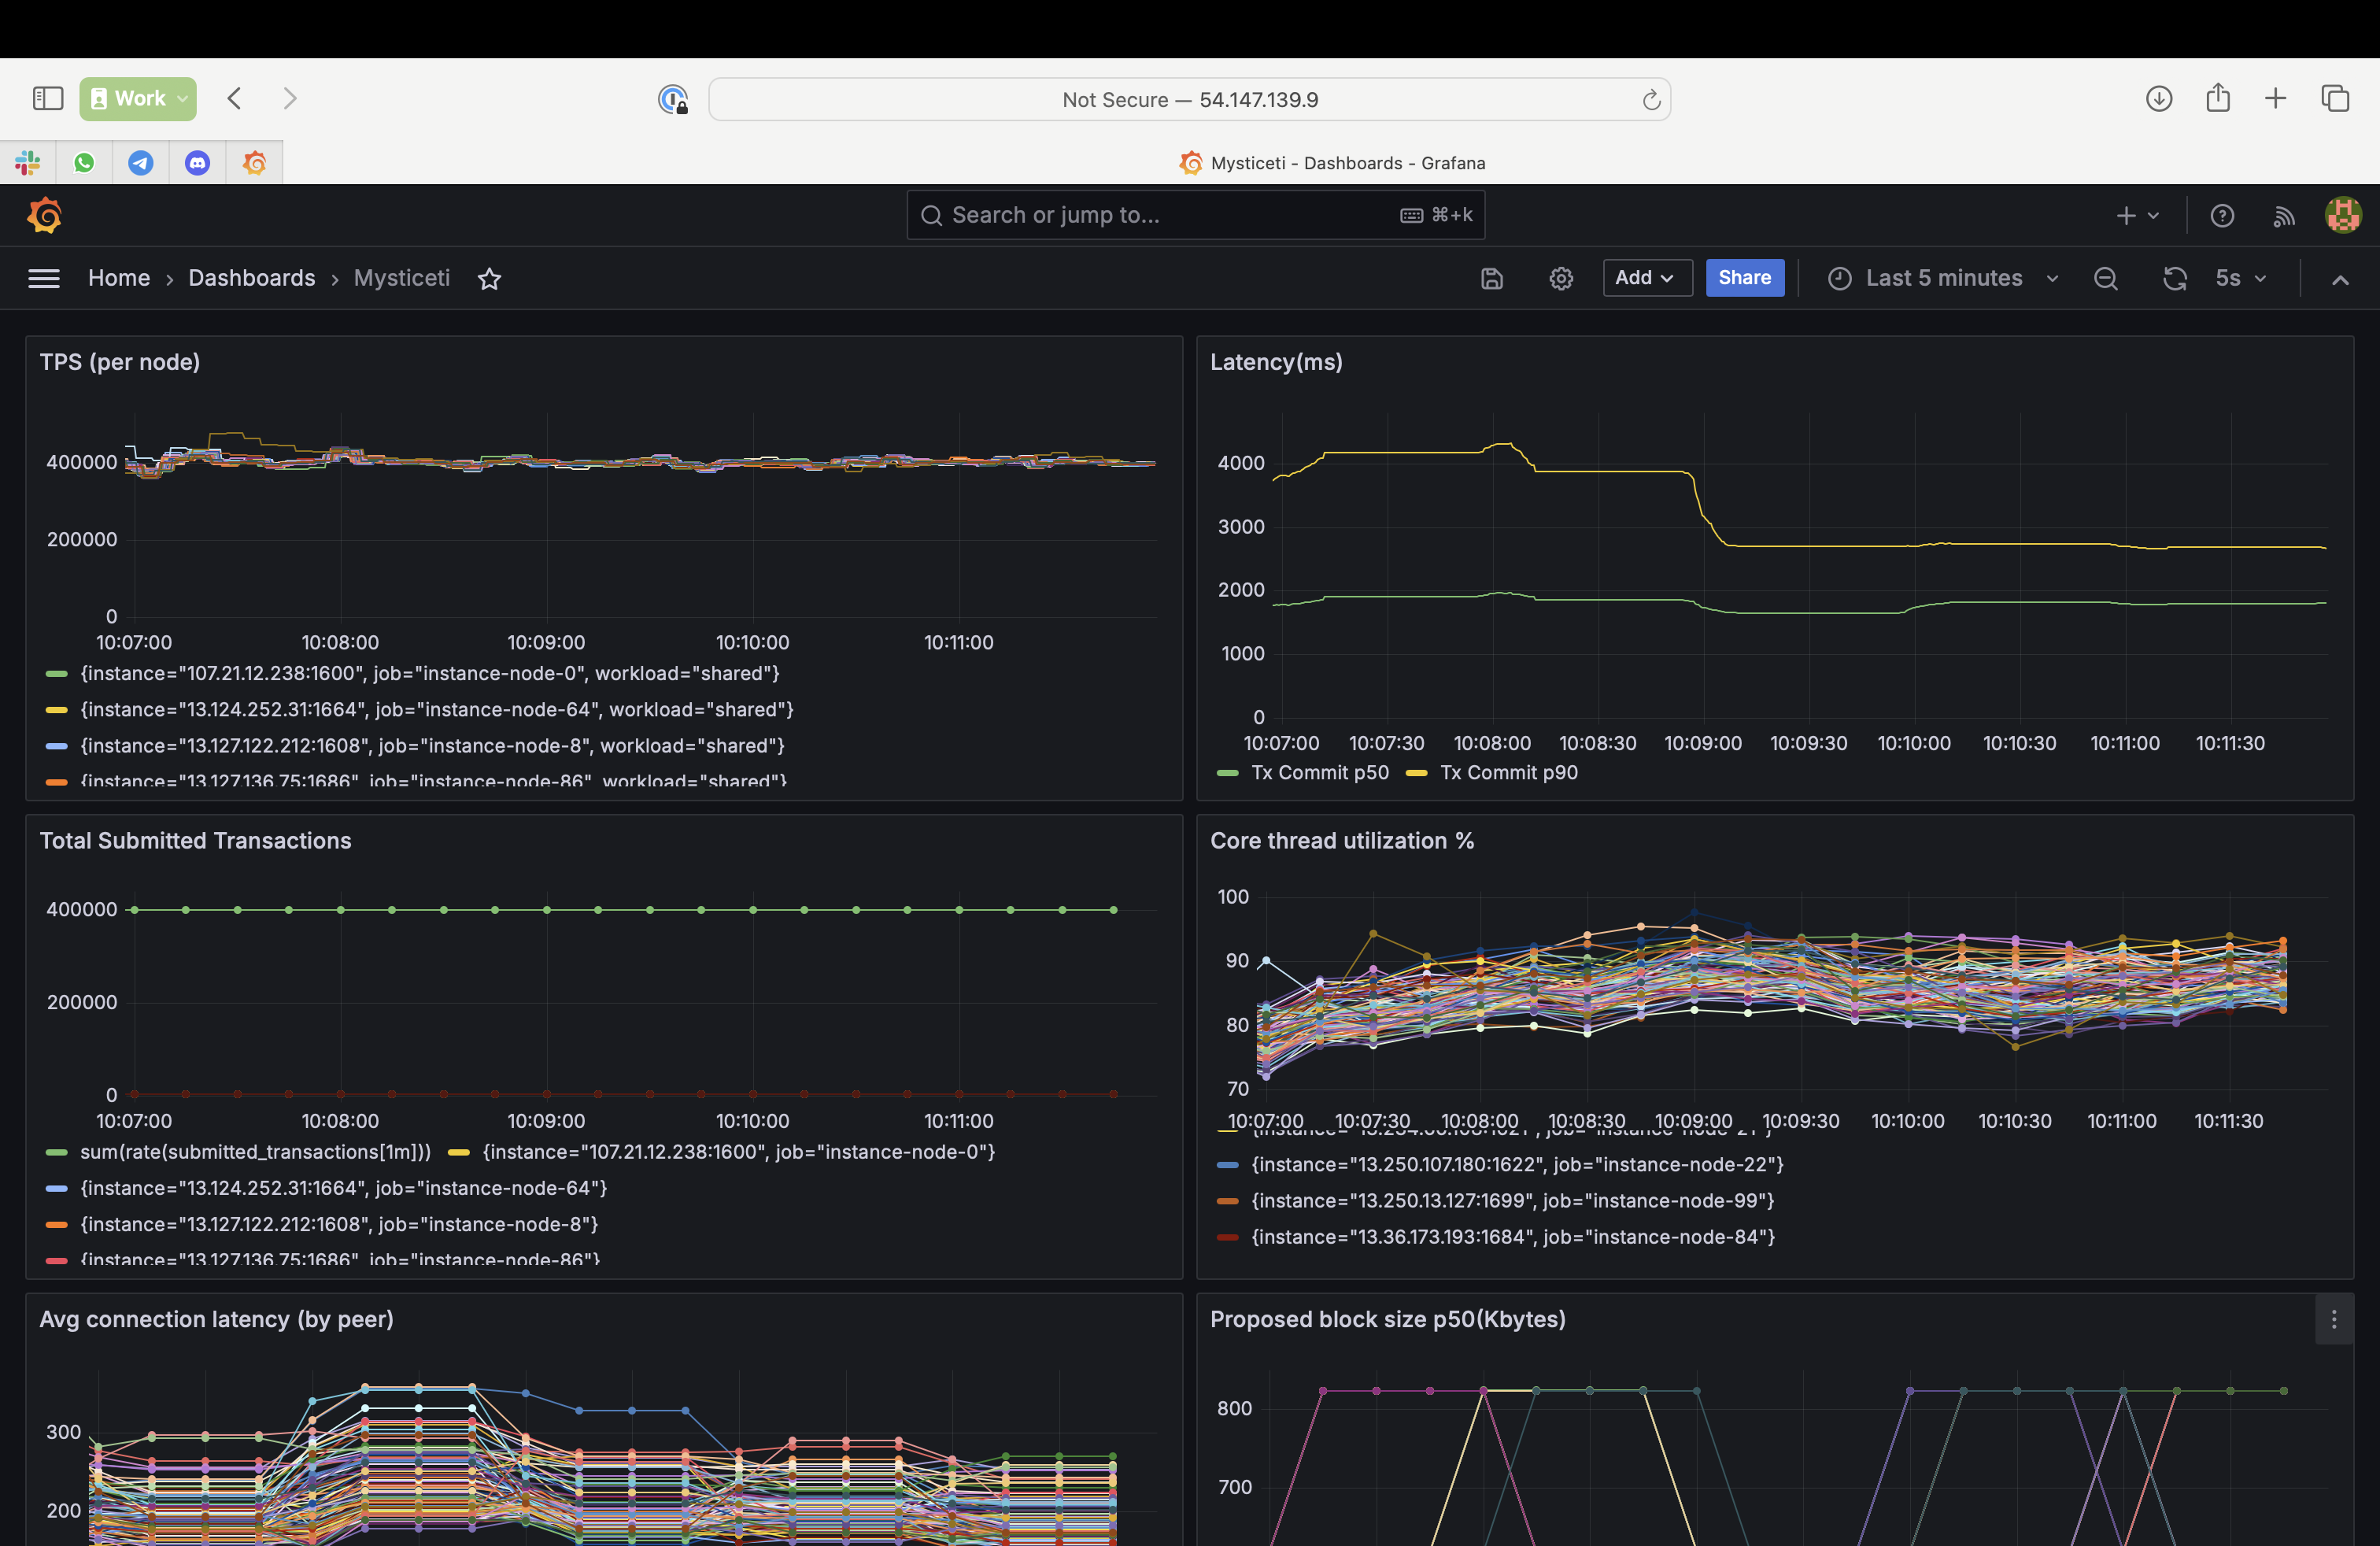 Work
Not Secure — 54.147.139.9
Mysticeti - Dashboards - Grafana
Search or jump to...
⌘+k
Home › Dashboards › Mysticeti
Add
Share
Last 5 minutes
5s
TPS (per node)
400000
200000
0
10:07:00 10:08:00 10:09:00 10:10:00 10:11:00
{instance="107.21.12.238:1600", job="instance-node-0", workload="shared"}
{instance="13.124.252.31:1664", job="instance-node-64", workload="shared"}
{instance="13.127.122.212:1608", job="instance-node-8", workload="shared"}
{instance="13.127.136.75:1686", job="instance-node-86", workload="shared"}
Latency(ms)
4000
3000
2000
1000
0
10:07:00 10:07:30 10:08:00 10:08:30 10:09:00 10:09:30 10:10:00 10:10:30 10:11:00 10:11:30
Tx Commit p50 Tx Commit p90
Total Submitted Transactions
400000
200000
0
10:07:00 10:08:00 10:09:00 10:10:00 10:11:00
sum(rate(submitted_transactions[1m])) {instance="107.21.12.238:1600", job="instance-node-0"}
{instance="13.124.252.31:1664", job="instance-node-64"}
{instance="13.127.122.212:1608", job="instance-node-8"}
{instance="13.127.136.75:1686", job="instance-node-86"}
Core thread utilization %
100
90
80
70
10:07:00 10:07:30 10:08:00 10:08:30 10:09:00 10:09:30 10:10:00 10:10:30 10:11:00 10:11:30
{instance="13.250.107.180:1622", job="instance-node-22"}
{instance="13.250.13.127:1699", job="instance-node-99"}
{instance="13.36.173.193:1684", job="instance-node-84"}
Avg connection latency (by peer)
300
200
Proposed block size p50(Kbytes)
800
700